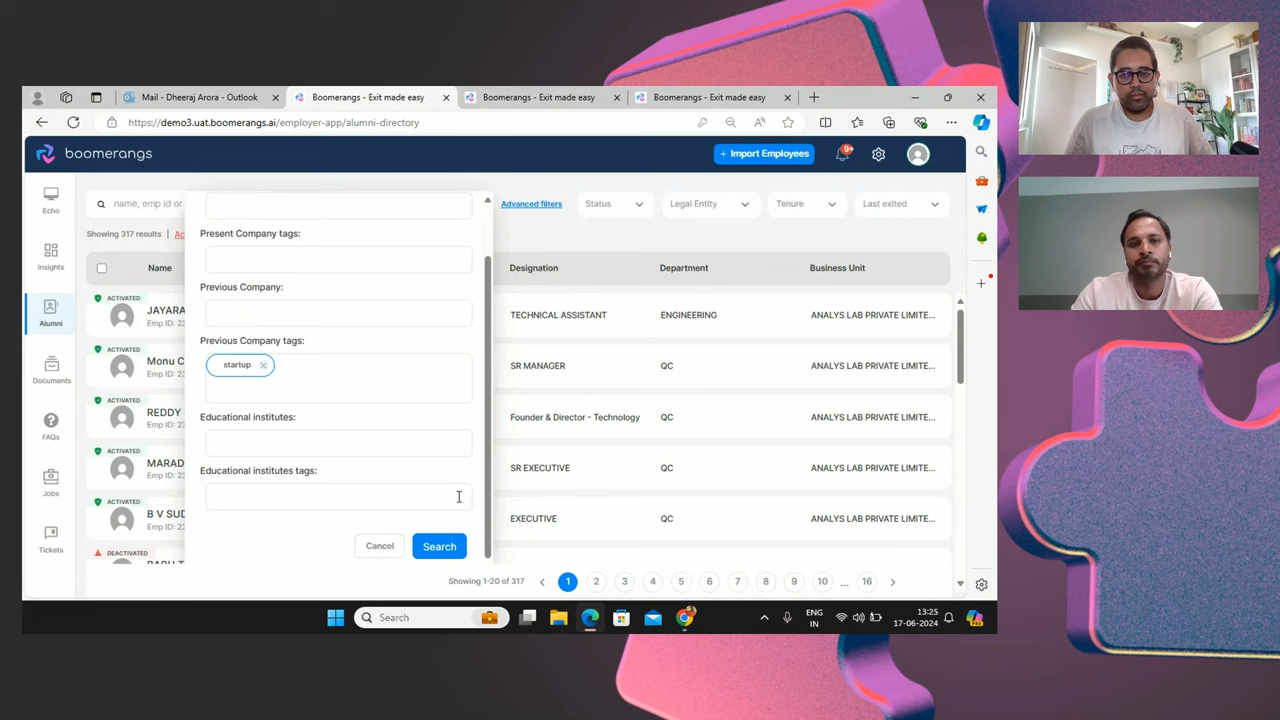 Mail - Dheeraj Arora - Outlook
Boomerangs - Exit made easy
Boomerangs - Exit made easy
Boomerangs - Exit made easy
https://demo3.uat.boomerangs.ai/employer-app/alumni-directory
boomerangs
+ Import Employees
9+
Echo
Insights
Alumni
Documents
FAQs
Jobs
Tickets
name, emp id or
Advanced filters
Status
Legal Entity
Tenure
Last exited
Showing 317 results |
Name
Designation
Department
Business Unit
Present Company tags:
Previous Company:
Previous Company tags:
startup
Educational institutes:
Educational institutes tags:
Cancel
Search
ACTIVATED
JAYARA
Emp ID: 23
TECHNICAL ASSISTANT
ENGINEERING
ANALYS LAB PRIVATE LIMITE...
ACTIVATED
Monu C
Emp ID: 23
SR MANAGER
QC
ANALYS LAB PRIVATE LIMITE...
ACTIVATED
REDDY
Emp ID: 23
Founder & Director - Technology
QC
ANALYS LAB PRIVATE LIMITE...
ACTIVATED
MARAD
Emp ID: 23
SR EXECUTIVE
QC
ANALYS LAB PRIVATE LIMITE...
ACTIVATED
B V SUD
Emp ID: 23
EXECUTIVE
QC
ANALYS LAB PRIVATE LIMITE...
DEACTIVATED
Showing 1-20 of 317
1 2 3 4 5 6 7 8 9 10 ... 16
Search
ENG
IN
13:25
17-06-2024